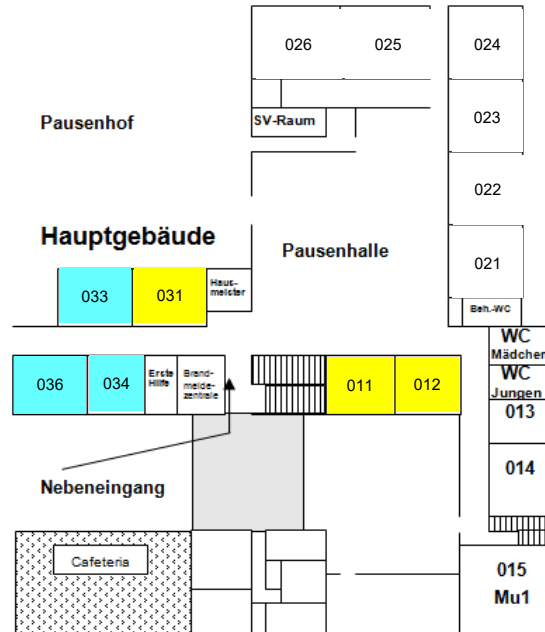 026
025
024
SV-Raum
Pausenhof
023
022
Hauptgebäude
Pausenhalle
021
033
031
Haus-
meister
Beh.-WC
WC
Mädchen
WC
Jungen
036
034
Erste
Hilfe
Brand-
melde-
zentrale
011
012
013
014
Nebeneingang
Cafeteria
015
Mu1